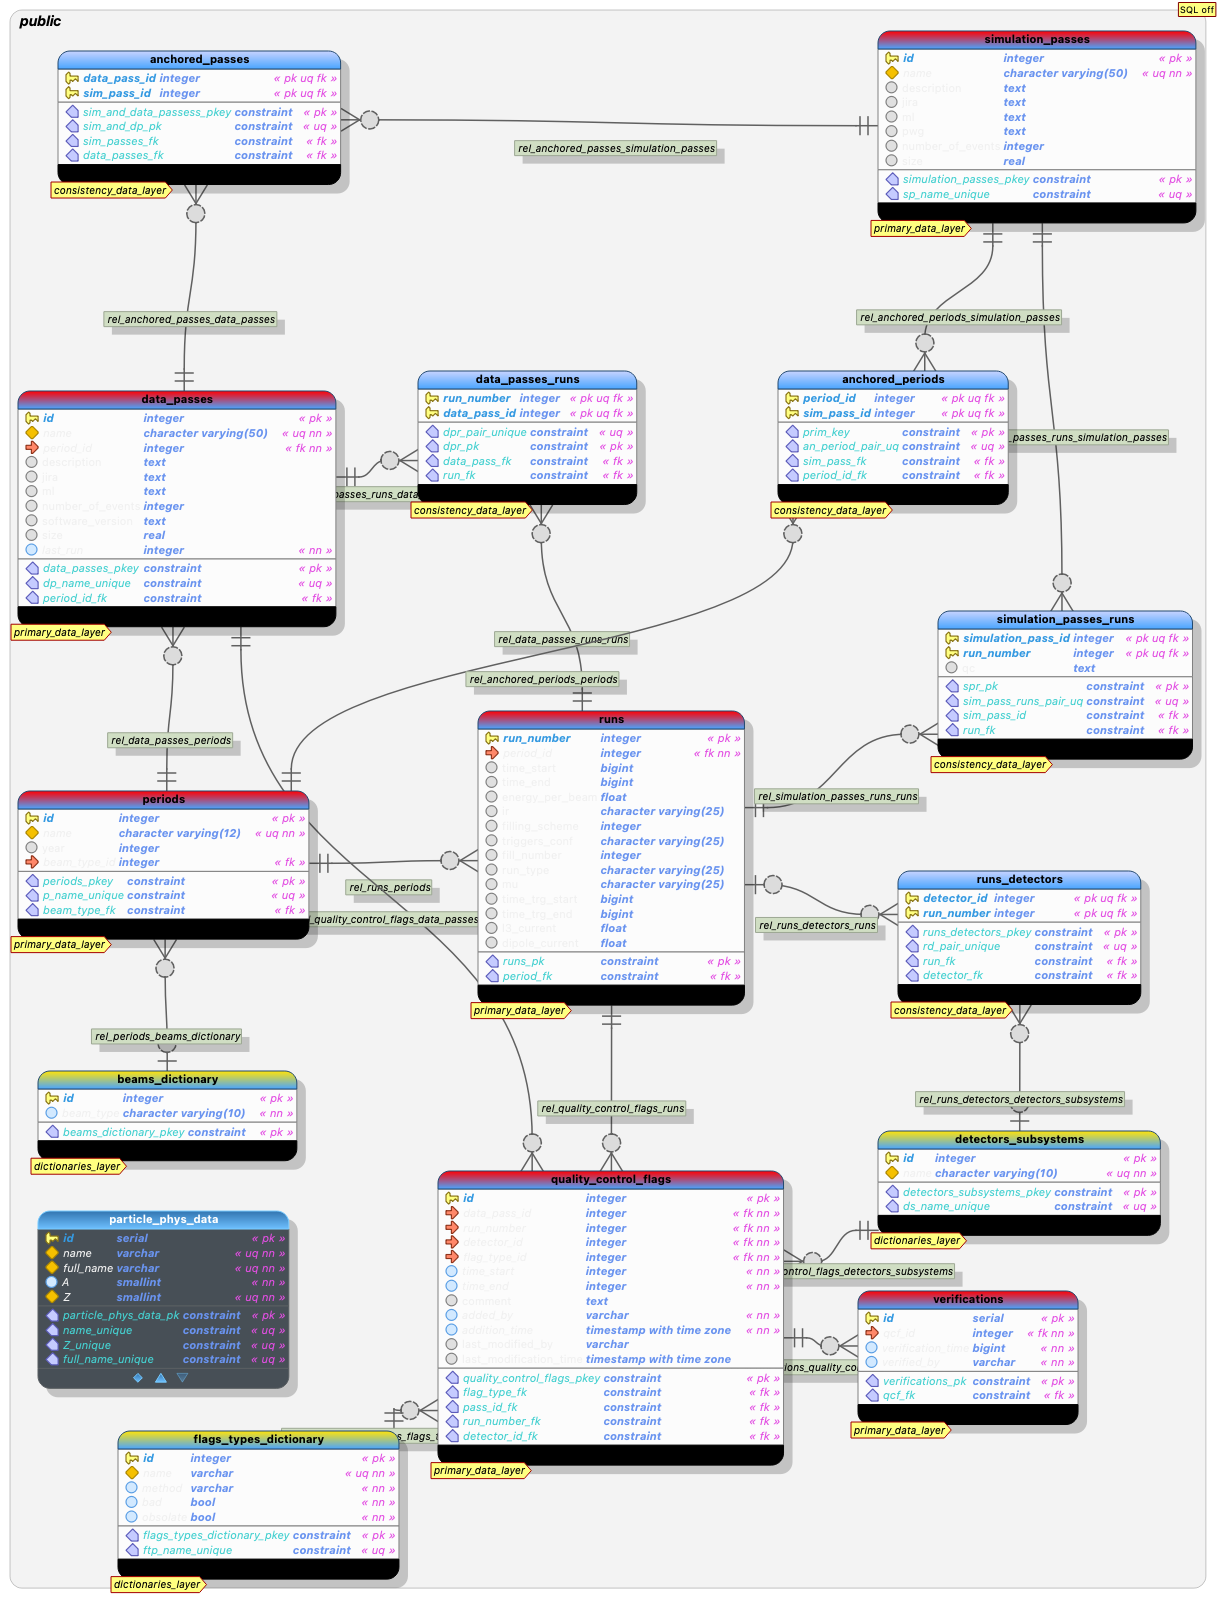 public
SQL off
anchored_passes
data_pass_id integer « pk uq fk »
sim_pass_id integer « pk uq fk »
sim_and_data_passess_pkey constraint « pk »
sim_and_dp_pk constraint « uq »
sim_passes_fk constraint « fk »
data_passes_fk constraint « fk »
consistency_data_layer
rel_anchored_passes_simulation_passes
simulation_passes
id integer « pk »
name character varying(50) « uq nn »
description text
jira text
ml text
pwg text
number_of_events integer
size real
simulation_passes_pkey constraint « pk »
sp_name_unique constraint « uq »
primary_data_layer
rel_anchored_passes_data_passes
rel_anchored_periods_simulation_passes
data_passes
id integer « pk »
name character varying(50) « uq nn »
period_id integer « fk nn »
description text
jira text
ml text
number_of_events integer
software_version text
size real
last_run integer « nn »
data_passes_pkey constraint « pk »
dp_name_unique constraint « uq »
period_id_fk constraint « fk »
primary_data_layer
passes_runs_data
data_passes_runs
run_number integer « pk uq fk »
data_pass_id integer « pk uq fk »
dpr_pair_unique constraint « uq »
dpr_pk constraint « pk »
data_pass_fk constraint « fk »
run_fk constraint « fk »
consistency_data_layer
anchored_periods
period_id integer « pk uq fk »
sim_pass_id integer « pk uq fk »
prim_key constraint « pk »
an_period_pair_uq constraint « uq »
sim_pass_fk constraint « fk »
period_id_fk constraint « fk »
consistency_data_layer
_passes_runs_simulation_passes
simulation_passes_runs
simulation_pass_id integer « pk uq fk »
run_number integer « pk uq fk »
text
spr_pk constraint « pk »
sim_pass_runs_pair_uq constraint « uq »
sim_pass_id constraint « fk »
run_fk constraint « fk »
consistency_data_layer
rel_data_passes_runs_runs
rel_anchored_periods_periods
rel_data_passes_periods
rel_simulation_passes_runs_runs
periods
id integer « pk »
name character varying(12) « uq nn »
year integer
beam_type_id integer « fk »
periods_pkey constraint « pk »
p_name_unique constraint « uq »
beam_type_fk constraint « fk »
primary_data_layer
rel_runs_periods
_quality_control_flags_data_passes
runs
run_number integer « pk »
period_id integer « fk nn »
time_start bigint
time_end bigint
energy_per_beam float
ir character varying(25)
filling_scheme integer
triggers_conf character varying(25)
fill_number integer
run_type character varying(25)
mu character varying(25)
time_trg_start bigint
time_trg_end bigint
l3_current float
dipole_current float
runs_pk constraint « pk »
period_fk constraint « fk »
primary_data_layer
rel_runs_detectors_runs
runs_detectors
detector_id integer « pk uq fk »
run_number integer « pk uq fk »
runs_detectors_pkey constraint « pk »
rd_pair_unique constraint « uq »
run_fk constraint « fk »
detector_fk constraint « fk »
consistency_data_layer
rel_periods_beams_dictionary
beams_dictionary
id integer « pk »
beam_type character varying(10) « nn »
beams_dictionary_pkey constraint « pk »
dictionaries_layer
rel_quality_control_flags_runs
rel_runs_detectors_detectors_subsystems
detectors_subsystems
id integer « pk »
name character varying(10) « uq nn »
detectors_subsystems_pkey constraint « pk »
ds_name_unique constraint « uq »
dictionaries_layer
particle_phys_data
id serial « pk »
name varchar « uq nn »
full_name varchar « uq nn »
A smallint « nn »
Z smallint « uq nn »
particle_phys_data_pk constraint « pk »
name_unique constraint « uq »
Z_unique constraint « uq »
full_name_unique constraint « uq »
quality_control_flags
id integer « pk »
data_pass_id integer « fk nn »
run_number integer « fk nn »
detector_id integer « fk nn »
flag_type_id integer « fk nn »
time_start integer « nn »
time_end integer « nn »
comment text
added_by varchar « nn »
addition_time timestamp with time zone « nn »
last_modified_by varchar
last_modification_time timestamp with time zone
quality_control_flags_pkey constraint « pk »
flag_type_fk constraint « fk »
pass_id_fk constraint « fk »
run_number_fk constraint « fk »
detector_id_fk constraint « fk »
primary_data_layer
ontrol_flags_detectors_subsystems
verifications
id serial « pk »
qcf_id integer « fk nn »
verification_time bigint « nn »
verified_by varchar « nn »
verifications_pk constraint « pk »
qcf_fk constraint « fk »
primary_data_layer
ions_quality_co
s_flags_t
flags_types_dictionary
id integer « pk »
name varchar « uq nn »
method varchar « nn »
bad bool « nn »
obsolate bool « nn »
flags_types_dictionary_pkey constraint « pk »
ftp_name_unique constraint « uq »
dictionaries_layer